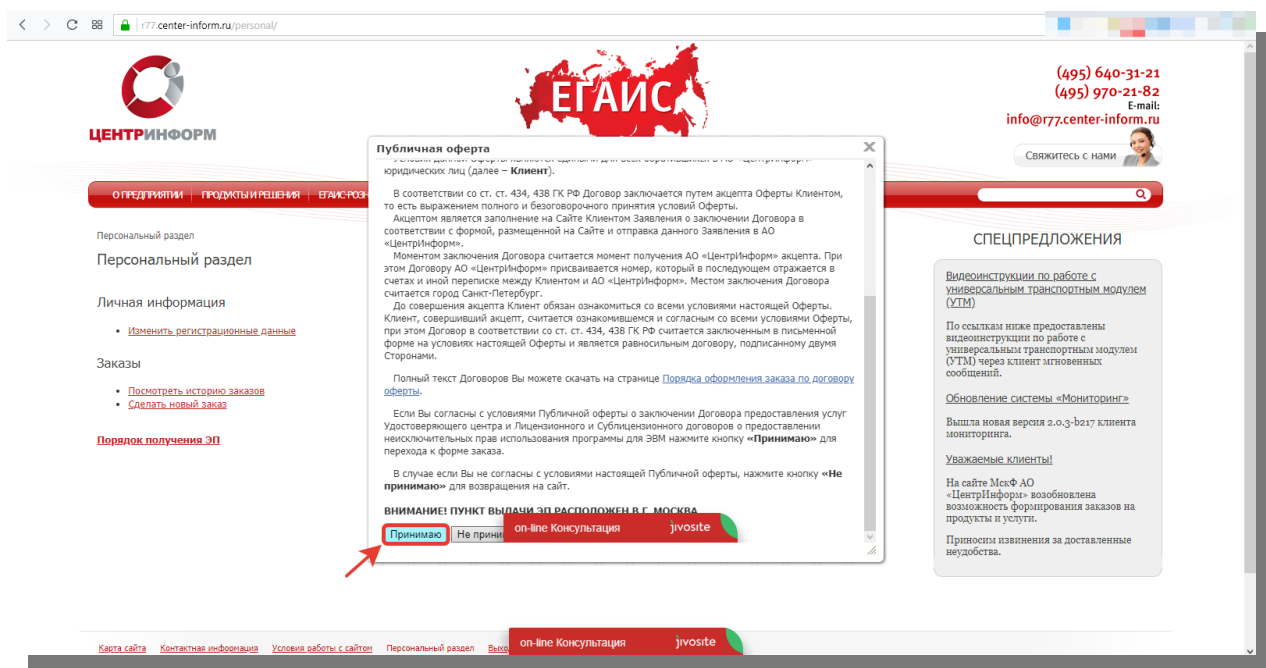 r77.center-inform.ru/personal/
ЦЕНТРИНФОРМ
ЕГАИС
(495) 640-31-21
(495) 970-21-82
E-mail:
info@r77.center-inform.ru
Свяжитесь с нами
О ПРЕДПРИЯТИИ ПРОДУКТЫ И РЕШЕНИЯ ЕГАИС-РОЗН
Персональный раздел
Персональный раздел
Личная информация
Изменить регистрационные данные
Заказы
Посмотреть историю заказов
Сделать новый заказ
Порядок получения ЭП
Публичная оферта
юридических лиц (далее – Клиент).
В соответствии со ст. ст. 434, 438 ГК РФ Договор заключается путем акцепта Оферты Клиентом,
то есть выражением полного и безоговорочного принятия условий Оферты.
Акцептом является заполнение на Сайте Клиентом Заявления о заключении Договора в
соответствии с формой, размещенной на Сайте и отправка данного Заявления в АО
«ЦентрИнформ».
Моментом заключения Договора считается момент получения АО «ЦентрИнформ» акцепта. При
этом Договору АО «ЦентрИнформ» присваивается номер, который в последующем отражается в
счетах и иной переписке между Клиентом и АО «ЦентрИнформ». Местом заключения Договора
считается город Санкт-Петербург.
До совершения акцепта Клиент обязан ознакомиться со всеми условиями настоящей Оферты.
Клиент, совершивший акцепт, считается ознакомившемся и согласным со всеми условиями Оферты,
при этом Договор в соответствии со ст. ст. 434, 438 ГК РФ считается заключенным в письменной
форме на условиях настоящей Оферты и является равносильным договору, подписанному двумя
Сторонами.
Полный текст Договоров Вы можете скачать на странице Порядка оформления заказа по договору
оферты.
Если Вы согласны с условиями Публичной оферты о заключении Договора предоставления услуг
Удостоверяющего центра и Лицензионного и Сублицензионного договоров о предоставлении
неисключительных прав использования программы для ЭВМ нажмите кнопку «Принимаю» для
перехода к форме заказа.
В случае если Вы не согласны с условиями настоящей Публичной оферты, нажмите кнопку «Не
принимаю» для возвращения на сайт.
ВНИМАНИЕ! ПУНКТ ВЫДАЧИ ЭП РАСПОЛОЖЕН В Г. МОСКВА
Принимаю Не прини
on-line Консультация jivosite
СПЕЦПРЕДЛОЖЕНИЯ
Видеоинструкции по работе с
универсальным транспортным модулем
(УТМ)
По ссылкам ниже предоставлены
видеоинструкции по работе с
универсальным транспортным модулем
(УТМ) через клиент мгновенных
сообщений.
Обновление системы «Мониторинг»
Вышла новая версия 2.0.3-b217 клиента
мониторинга.
Уважаемые клиенты!
На сайте МскФ АО
«ЦентрИнформ» возобновлена
возможность формирования заказов на
продукты и услуги.
Приносим извинения за доставленные
неудобства.
Карта сайта Контактная информация Условия работы с сайтом Персональный раздел Выхо
on-line Консультация jivosite